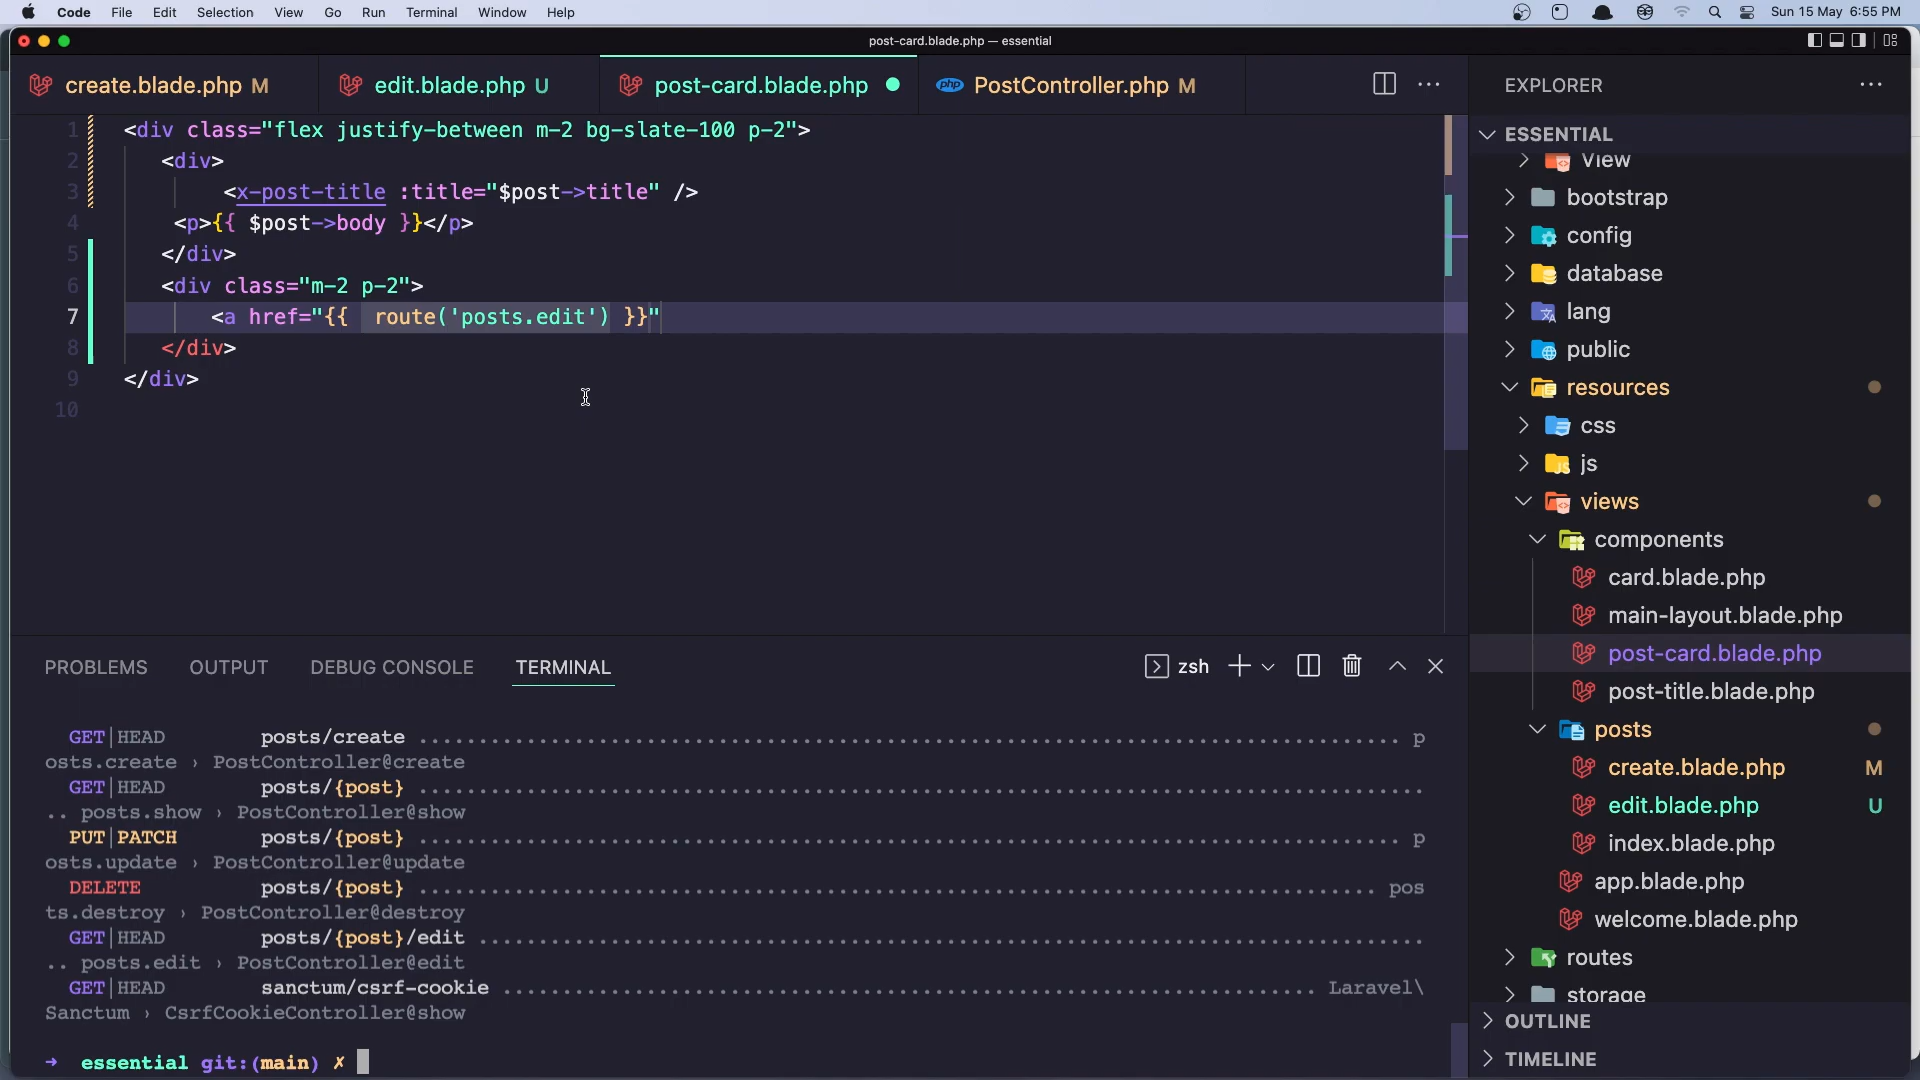 Code File Edit Selection View Go Run Terminal Window Help Sun 15 May 6:55 PM
post-card.blade.php — essential
create.blade.php M edit.blade.php U post-card.blade.php PostController.php M
1 <div class="flex justify-between m-2 bg-slate-100 p-2">
2 <div>
3 <x-post-title :title="$post->title" />
4 <p>{{ $post->body }}</p>
5 </div>
6 <div class="m-2 p-2">
7 <a href="{{ route('posts.edit') }}"
8 </div>
9 </div>
10
PROBLEMS OUTPUT DEBUG CONSOLE TERMINAL zsh
GET|HEAD posts/create ................................................................................. p
osts.create › PostController@create
GET|HEAD posts/{post} ...................................................................................
.. posts.show › PostController@show
PUT|PATCH posts/{post} ................................................................................. p
osts.update › PostController@update
DELETE posts/{post} ............................................................................... pos
ts.destroy › PostController@destroy
GET|HEAD posts/{post}/edit ..............................................................................
.. posts.edit › PostController@edit
GET|HEAD sanctum/csrf-cookie .................................................................... Laravel\
Sanctum › CsrfCookieController@show
➜ essential git:(main) ✗
EXPLORER
ESSENTIAL
View
bootstrap
config
database
lang
public
resources
css
js
views
components
card.blade.php
main-layout.blade.php
post-card.blade.php
post-title.blade.php
posts
create.blade.php M
edit.blade.php U
index.blade.php
app.blade.php
welcome.blade.php
routes
storage
OUTLINE
TIMELINE